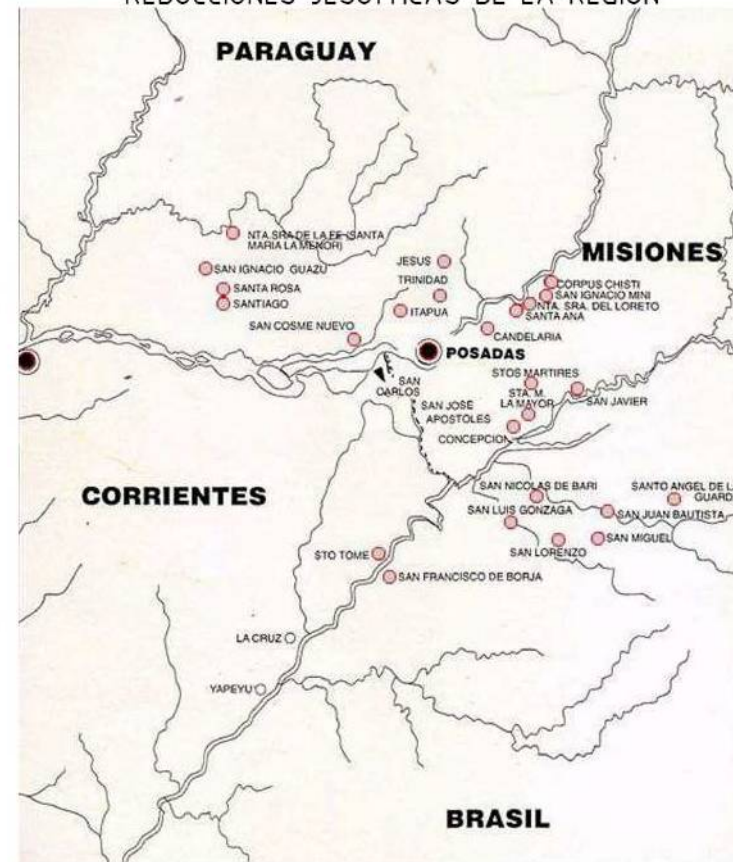 REDUCCIONES JESUITICAS DE LA REGION
PARAGUAY
NTA.SRA DE LA FE (SANTA
MARIA LA MENOR)
SAN IGNACIO GUAZU
SANTA ROSA
SANTIAGO
SAN COSME NUEVO
JESUS
TRINIDAD
ITAPUA
MISIONES
CORPUS CHISTI
SAN IGNACIO MINI
NTA. SRA. DEL LORETO
SANTA ANA
CANDELARIA
POSADAS
SAN
CARLOS
STOS MARTIRES
STA. M.
LA MAYOR
SAN JAVIER
SAN JOSE
APOSTOLES
CONCEPCION
CORRIENTES
SAN NICOLAS DE BARI
SANTO ANGEL DE L
GUARD
SAN LUIS GONZAGA
SAN JUAN BAUTISTA
SAN LORENZO
SAN MIGUEL
STO TOME
SAN FRANCISCO DE BORJA
LA CRUZ
YAPEYU
BRASIL